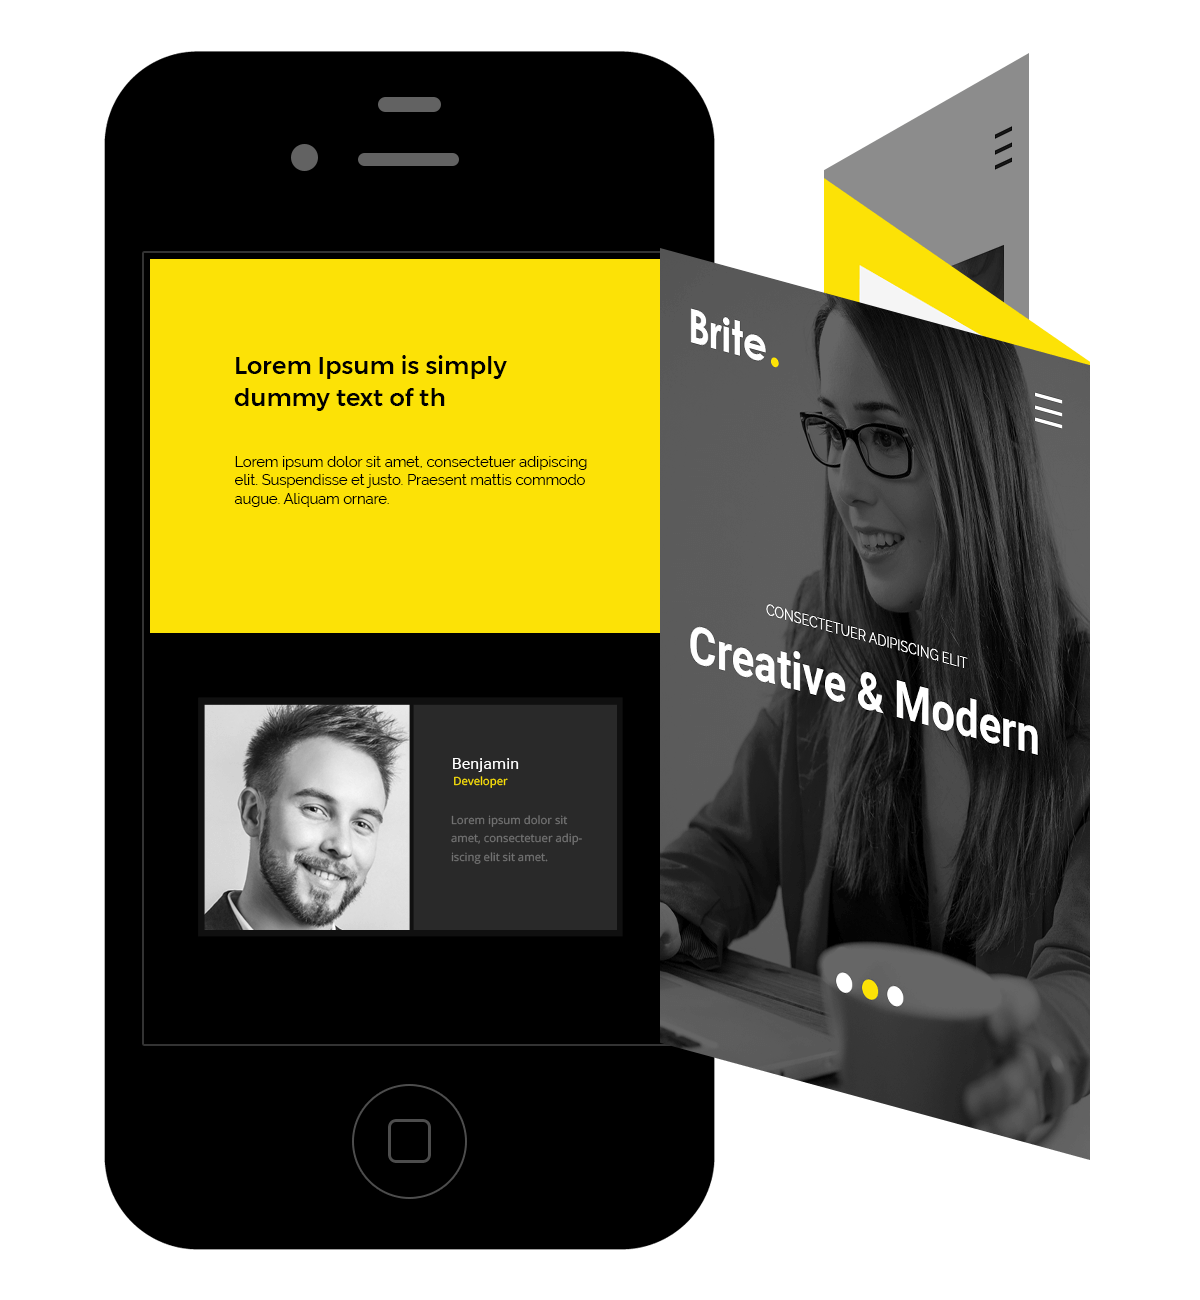 Lorem Ipsum is simply
dummy text of th
Lorem ipsum dolor sit amet, consectetuer adipiscing
elit. Suspendisse et justo. Praesent mattis commodo
augue. Aliquam ornare.
Benjamin
Developer
Lorem ipsum dolor sit
amet, consectetuer adip-
iscing elit sit amet.
Brite.
CONSECTETUER ADIPISCING ELIT
Creative & Modern